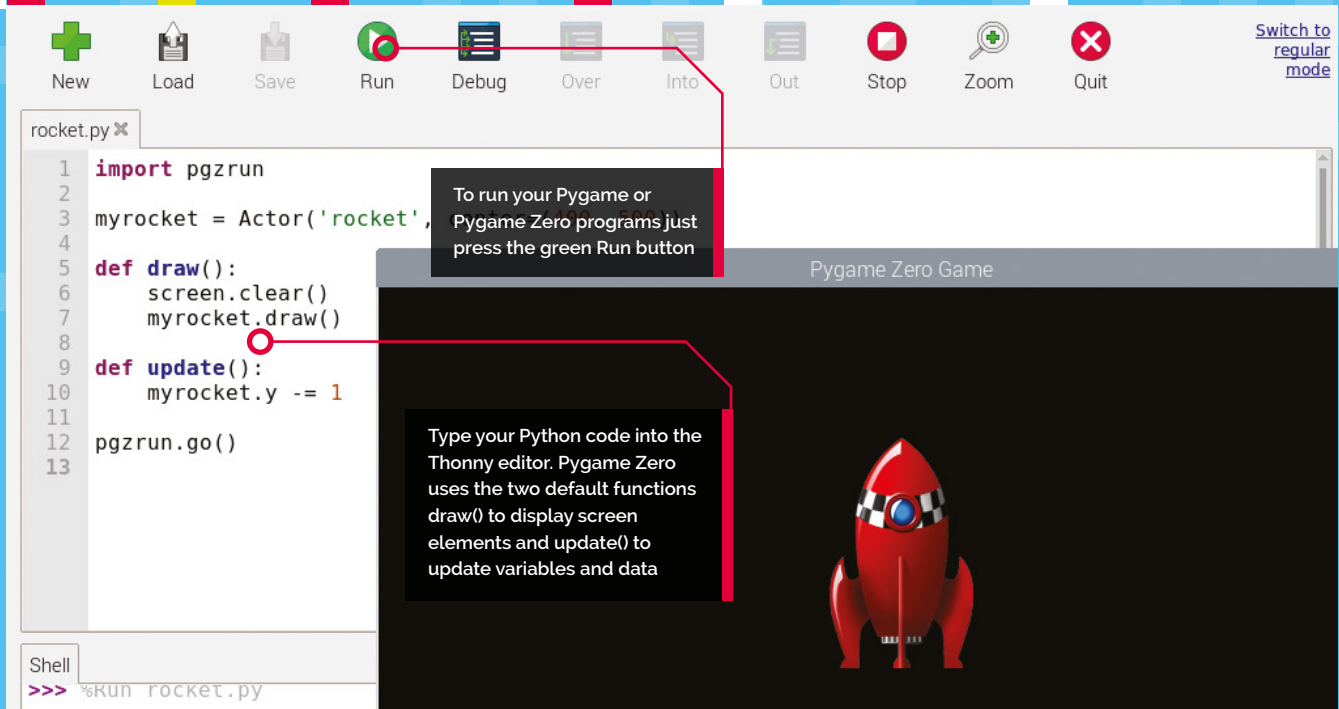 New Load Save Run Debug Over Into Out Stop Zoom Quit
Switch to
regular
mode
rocket.py
1 import pgzrun
2
3 myrocket = Actor('rocket', center=(400, 500))
4
5 def draw():
6 screen.clear()
7 myrocket.draw()
8
9 def update():
10 myrocket.y -= 1
11
12 pgzrun.go()
13
To run your Pygame or
Pygame Zero programs just
press the green Run button
Pygame Zero Game
Type your Python code into the
Thonny editor. Pygame Zero
uses the two default functions
draw() to display screen
elements and update() to
update variables and data
Shell
>>> %Run rocket.py